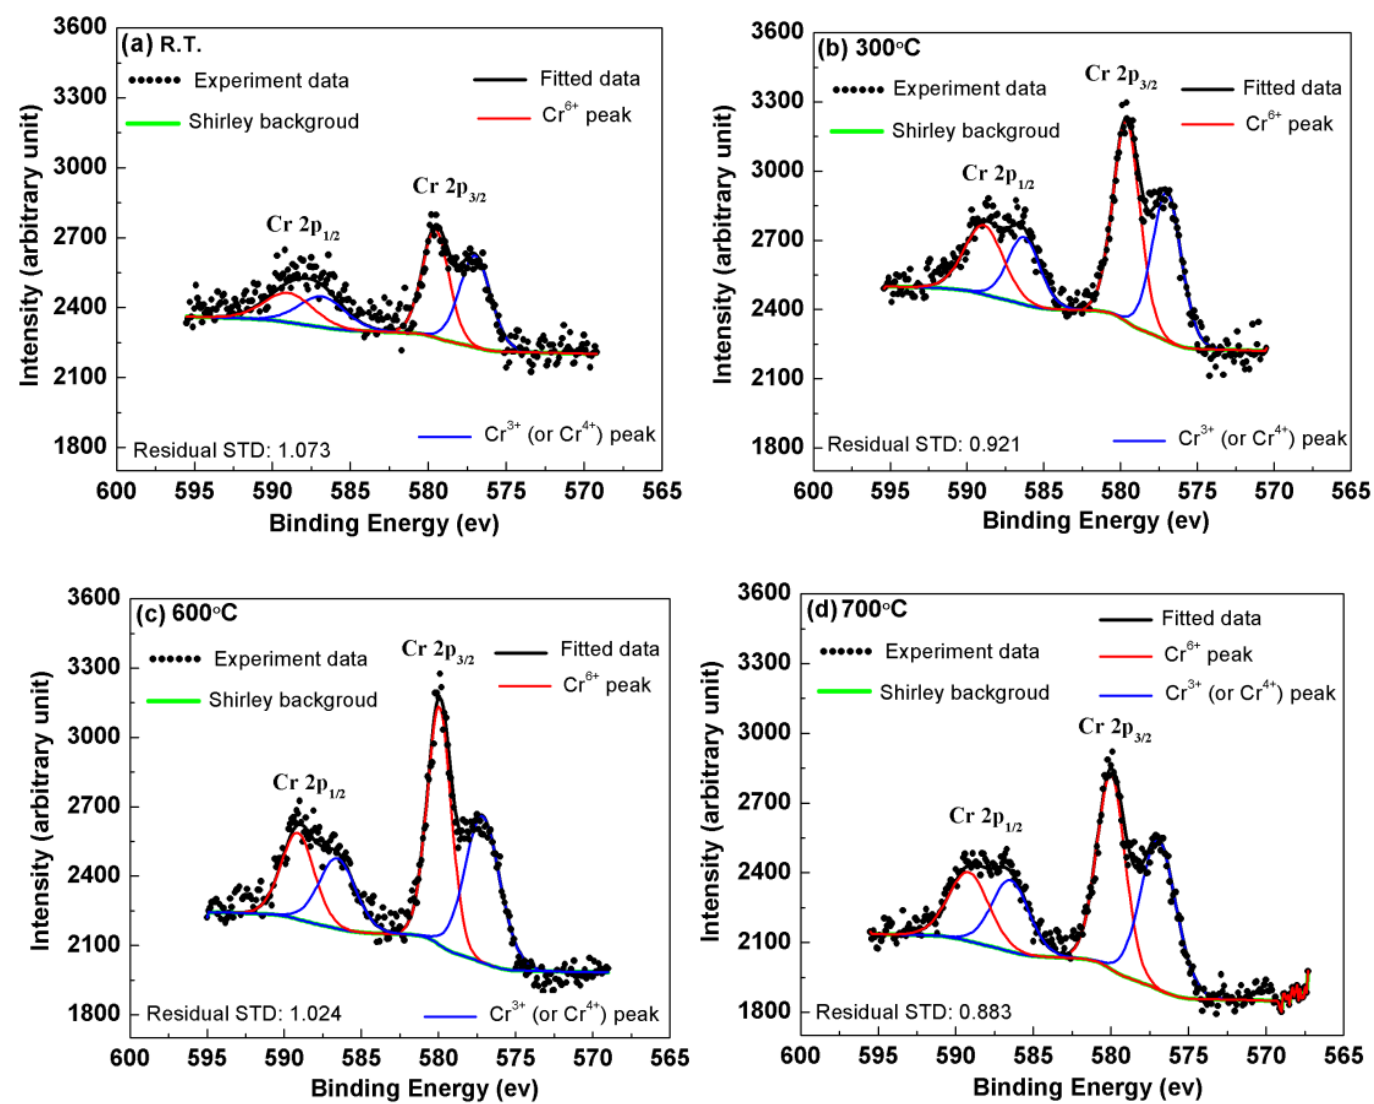 (a) R.T.
Experiment data
Fitted data
Shirley backgroud
Cr6+ peak
Cr 2p1/2
Cr 2p3/2
Residual STD: 1.073
Cr3+ (or Cr4+) peak
3600
3300
3000
2700
2400
2100
1800
Intensity (arbitrary unit)
600 595 590 585 580 575 570 565
Binding Energy (ev)
(b) 300°C
Experiment data
Fitted data
Shirley backgroud
Cr6+ peak
Cr 2p1/2
Cr 2p3/2
Residual STD: 0.921
Cr3+ (or Cr4+) peak
3600
3300
3000
2700
2400
2100
1800
Intensity (arbitrary unit)
600 595 590 585 580 575 570 565
Binding Energy (ev)
(c) 600°C
Experiment data
Fitted data
Shirley backgroud
Cr6+ peak
Cr 2p1/2
Cr 2p3/2
Residual STD: 1.024
Cr3+ (or Cr4+) peak
3600
3300
3000
2700
2400
2100
1800
Intensity (arbitrary unit)
600 595 590 585 580 575 570 565
Binding Energy (ev)
(d) 700°C
Fitted data
Experiment data
Cr6+ peak
Shirley backgroud
Cr3+ (or Cr4+) peak
Cr 2p1/2
Cr 2p3/2
Residual STD: 0.883
3600
3300
3000
2700
2400
2100
1800
Intensity (arbitrary unit)
600 595 590 585 580 575 570 565
Binding Energy (ev)